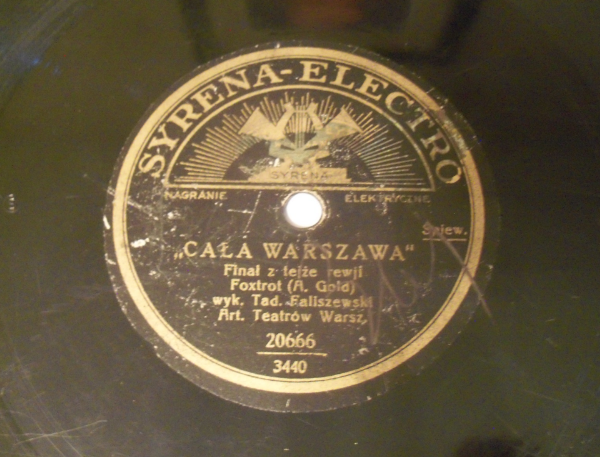 SYRENA-ELECTRO
SYRENA
NAGRANIE ELEKTRYCZNE
Śpiew.
„CAŁA WARSZAWA"
Finał z tejże rewji
Foxtrot (A. Gold)
wyk. Tad. Faliszewski
Art. Teatrów Warsz.
20666
3440